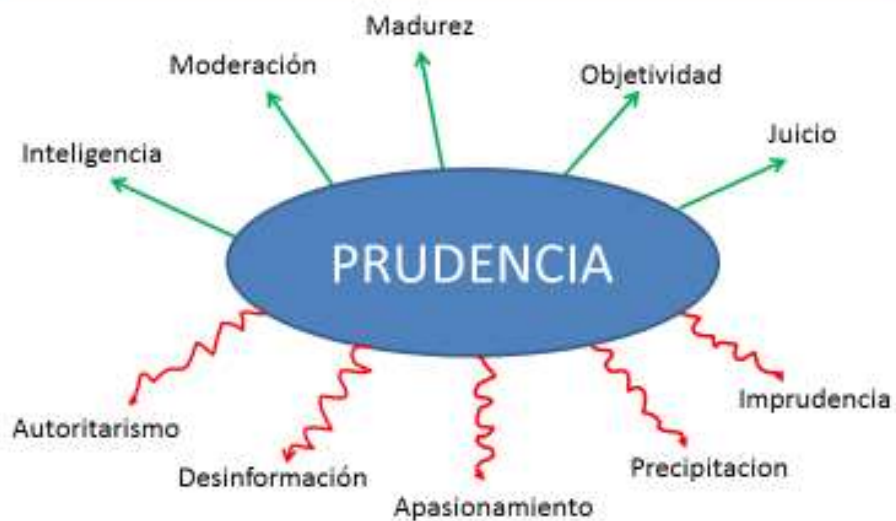 Madurez
Moderación
Objetividad
Juicio
Inteligencia
PRUDENCIA
Imprudencia
Autoritarismo
Precipitacion
Desinformación
Apasionamiento